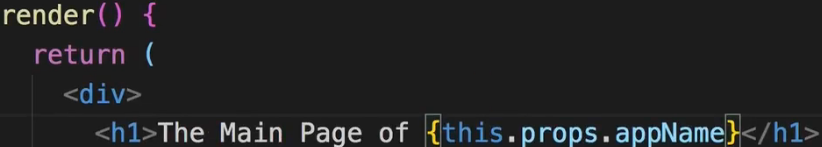 render() {
return (
<div>
<h1>The Main Page of {this.props.appName}</h1>